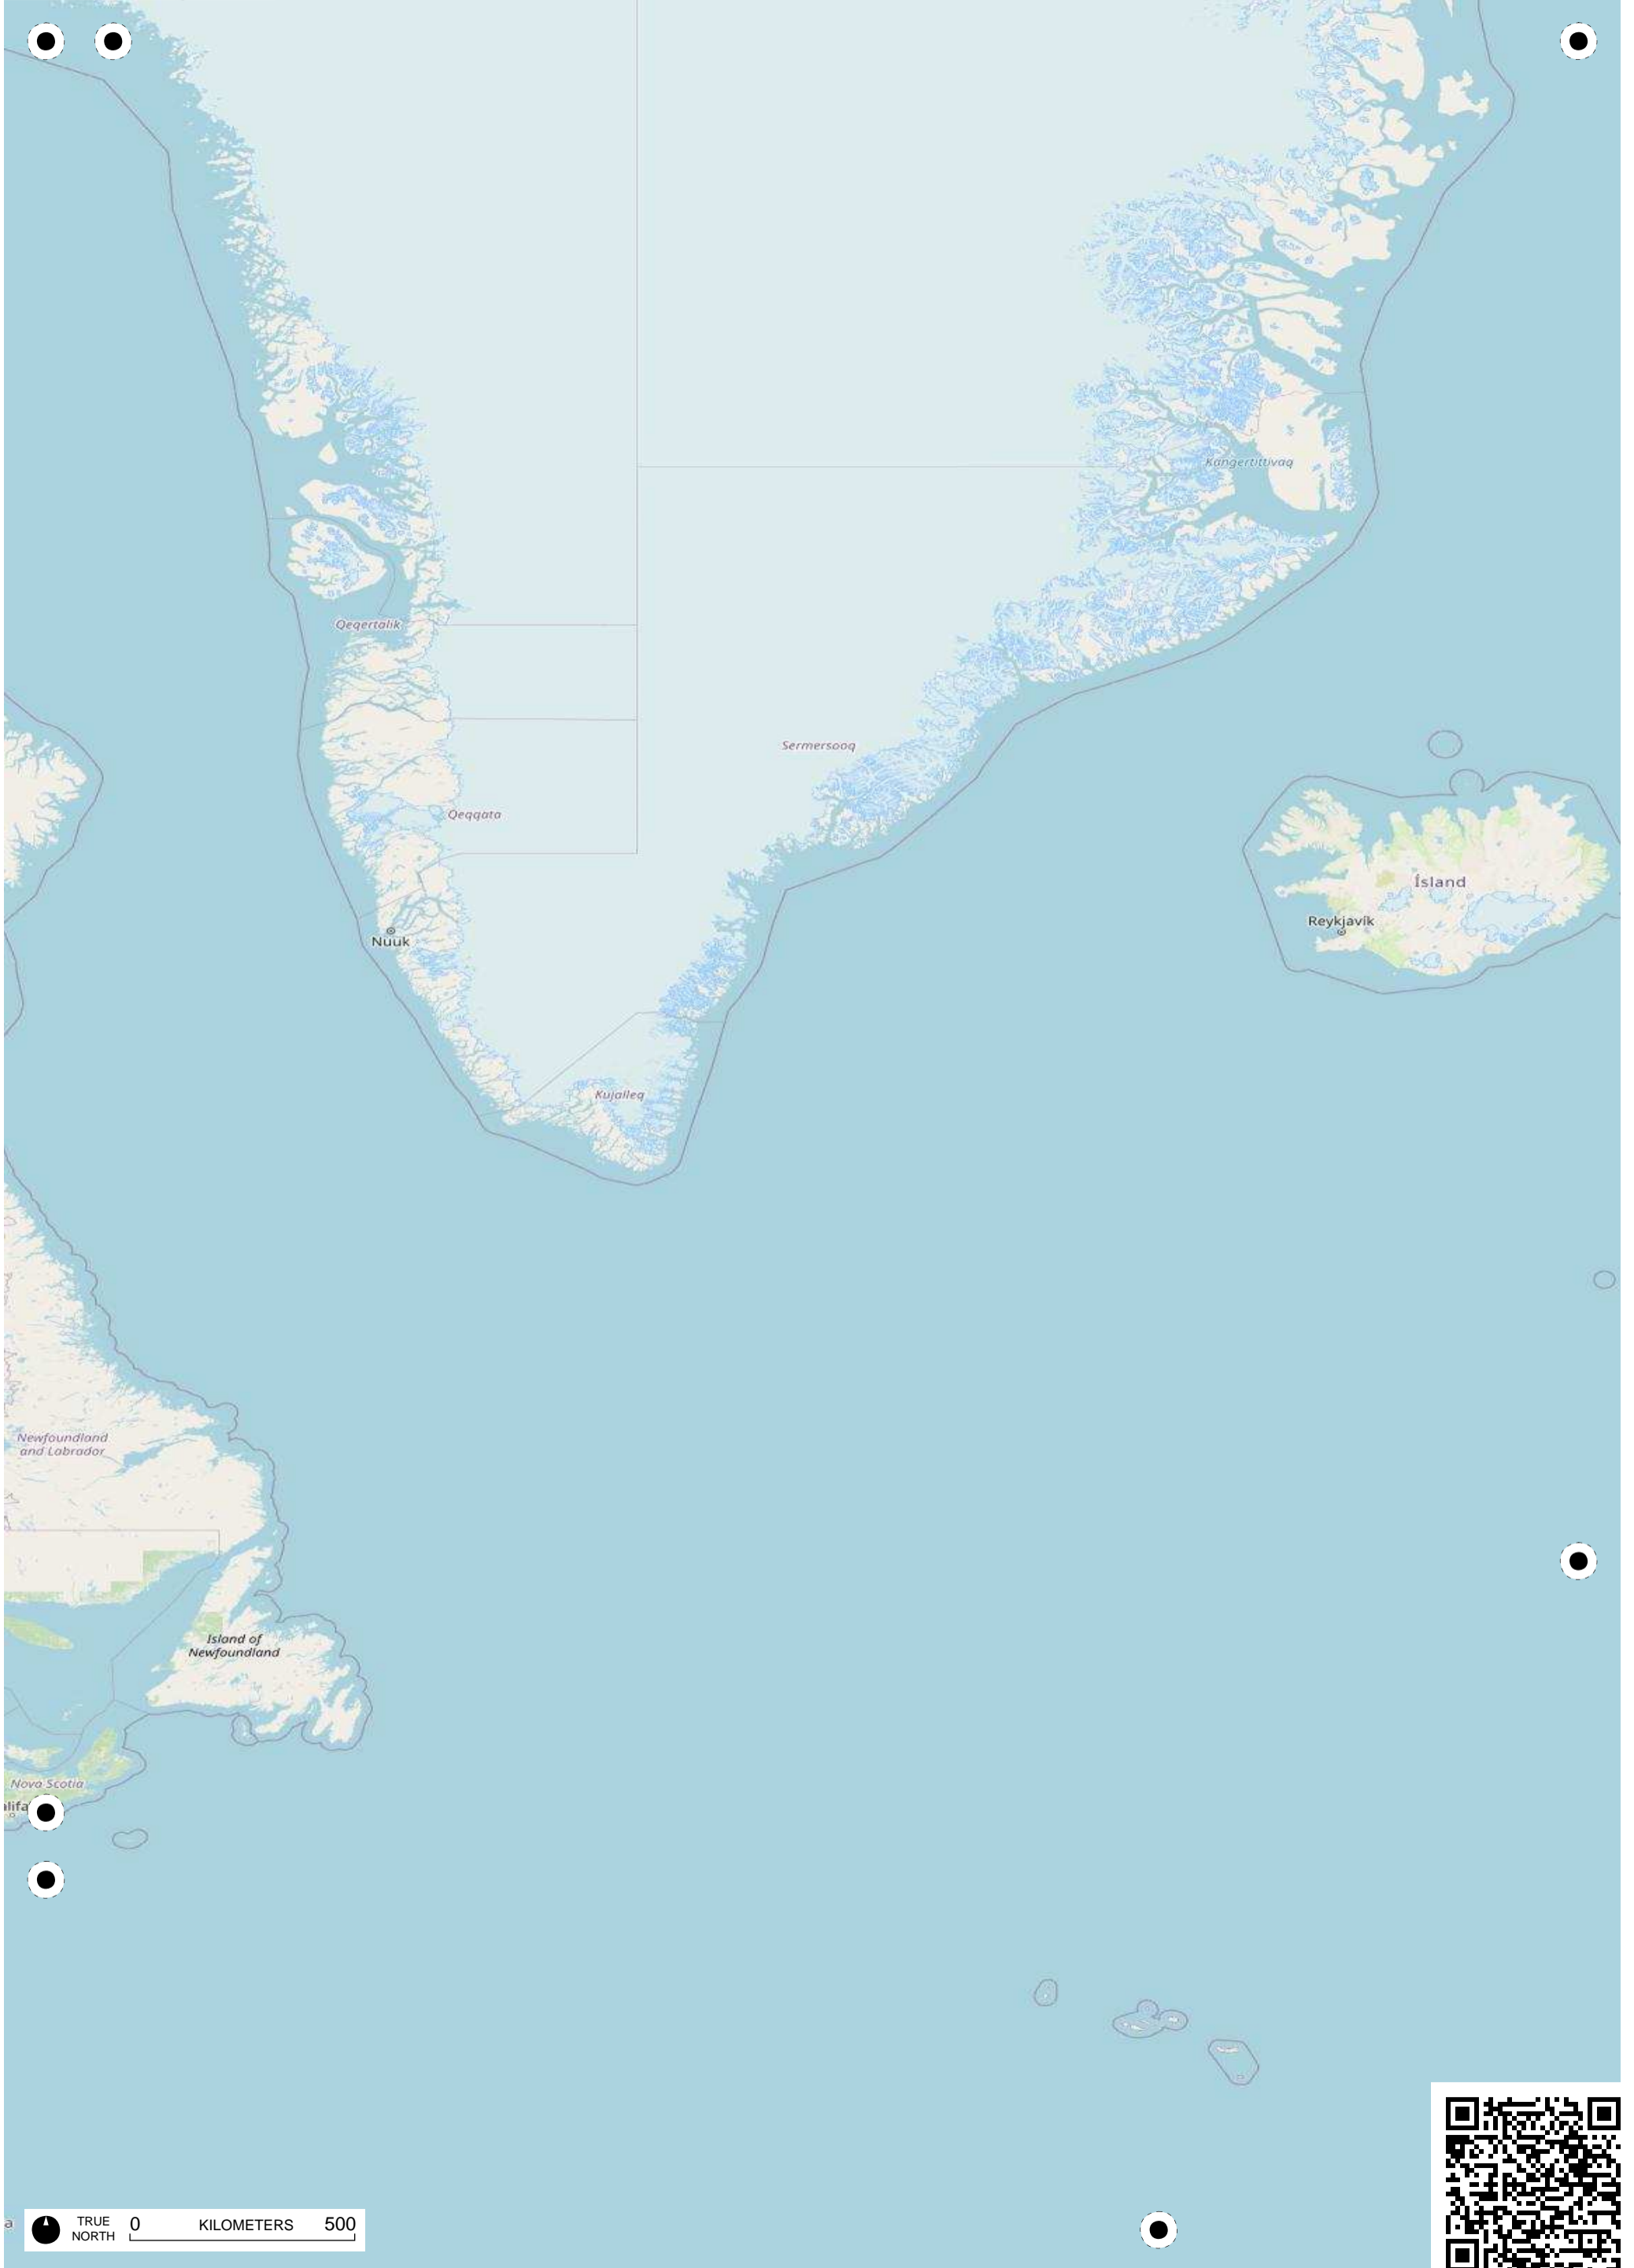 Kangertittivaq
Qeqertalik
Sermersooq
Qeqqata
Ísland
Reykjavík
Nuuk
Kujalleq
Newfoundland
and Labrador
Island of
Newfoundland
Nova Scotia
alifa
a
TRUE
NORTH
0 KILOMETERS 500